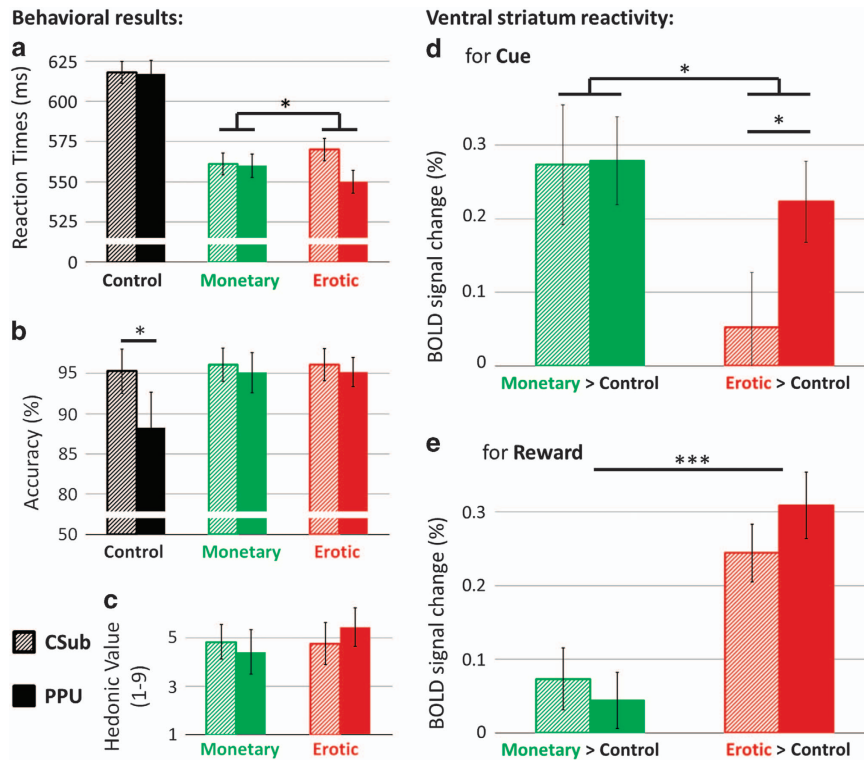 Behavioral results:
a
Reaction Times (ms)
625
600
575
550
525
0
*
Control Monetary Erotic
b
Accuracy (%)
95
90
85
80
50
*
Control Monetary Erotic
c
Hedonic Value
(1-9)
5
3
1
Monetary Erotic
CSub
PPU
Ventral striatum reactivity:
d for Cue
BOLD signal change (%)
0.3
0.2
0.1
0
*
*
Monetary > Control Erotic > Control
e for Reward
BOLD signal change (%)
0.3
0.2
0.1
0
***
Monetary > Control Erotic > Control